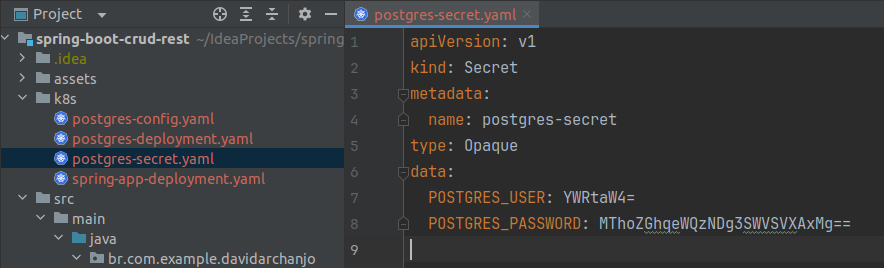 Project
postgres-secret.yaml
spring-boot-crud-rest ~/IdeaProjects/spring
.idea
assets
k8s
postgres-config.yaml
postgres-deployment.yaml
postgres-secret.yaml
spring-app-deployment.yaml
src
main
java
br.com.example.davidarchanjo
1 apiVersion: v1
2 kind: Secret
3 metadata:
4 name: postgres-secret
5 type: Opaque
6 data:
7 POSTGRES_USER: YWRtaW4=
8 POSTGRES_PASSWORD: MThoZGhqeWQzNDg3SWVSVXAxMg==
9